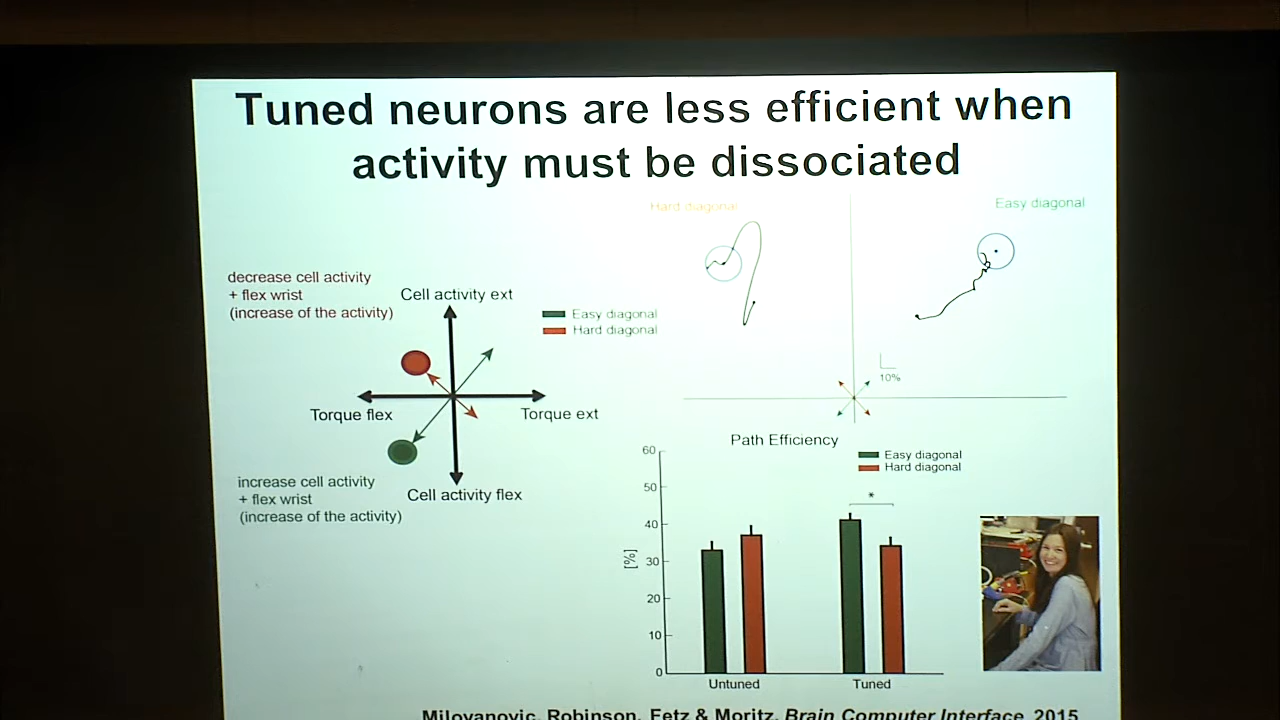 Tuned neurons are less efficient when
activity must be dissociated
Hard diagonal
Easy diagonal
decrease cell activity
+ flex wrist
(increase of the activity)
Cell activity ext
Easy diagonal
Hard diagonal
10%
Torque flex
Torque ext
increase cell activity
+ flex wrist
(increase of the activity)
Cell activity flex
Path Efficiency
Easy diagonal
Hard diagonal
60
50
40
30
20
10
0
[%]
*
Untuned
Tuned
Milovanovic, Robinson, Fetz & Moritz, Brain Computer Interface, 2015